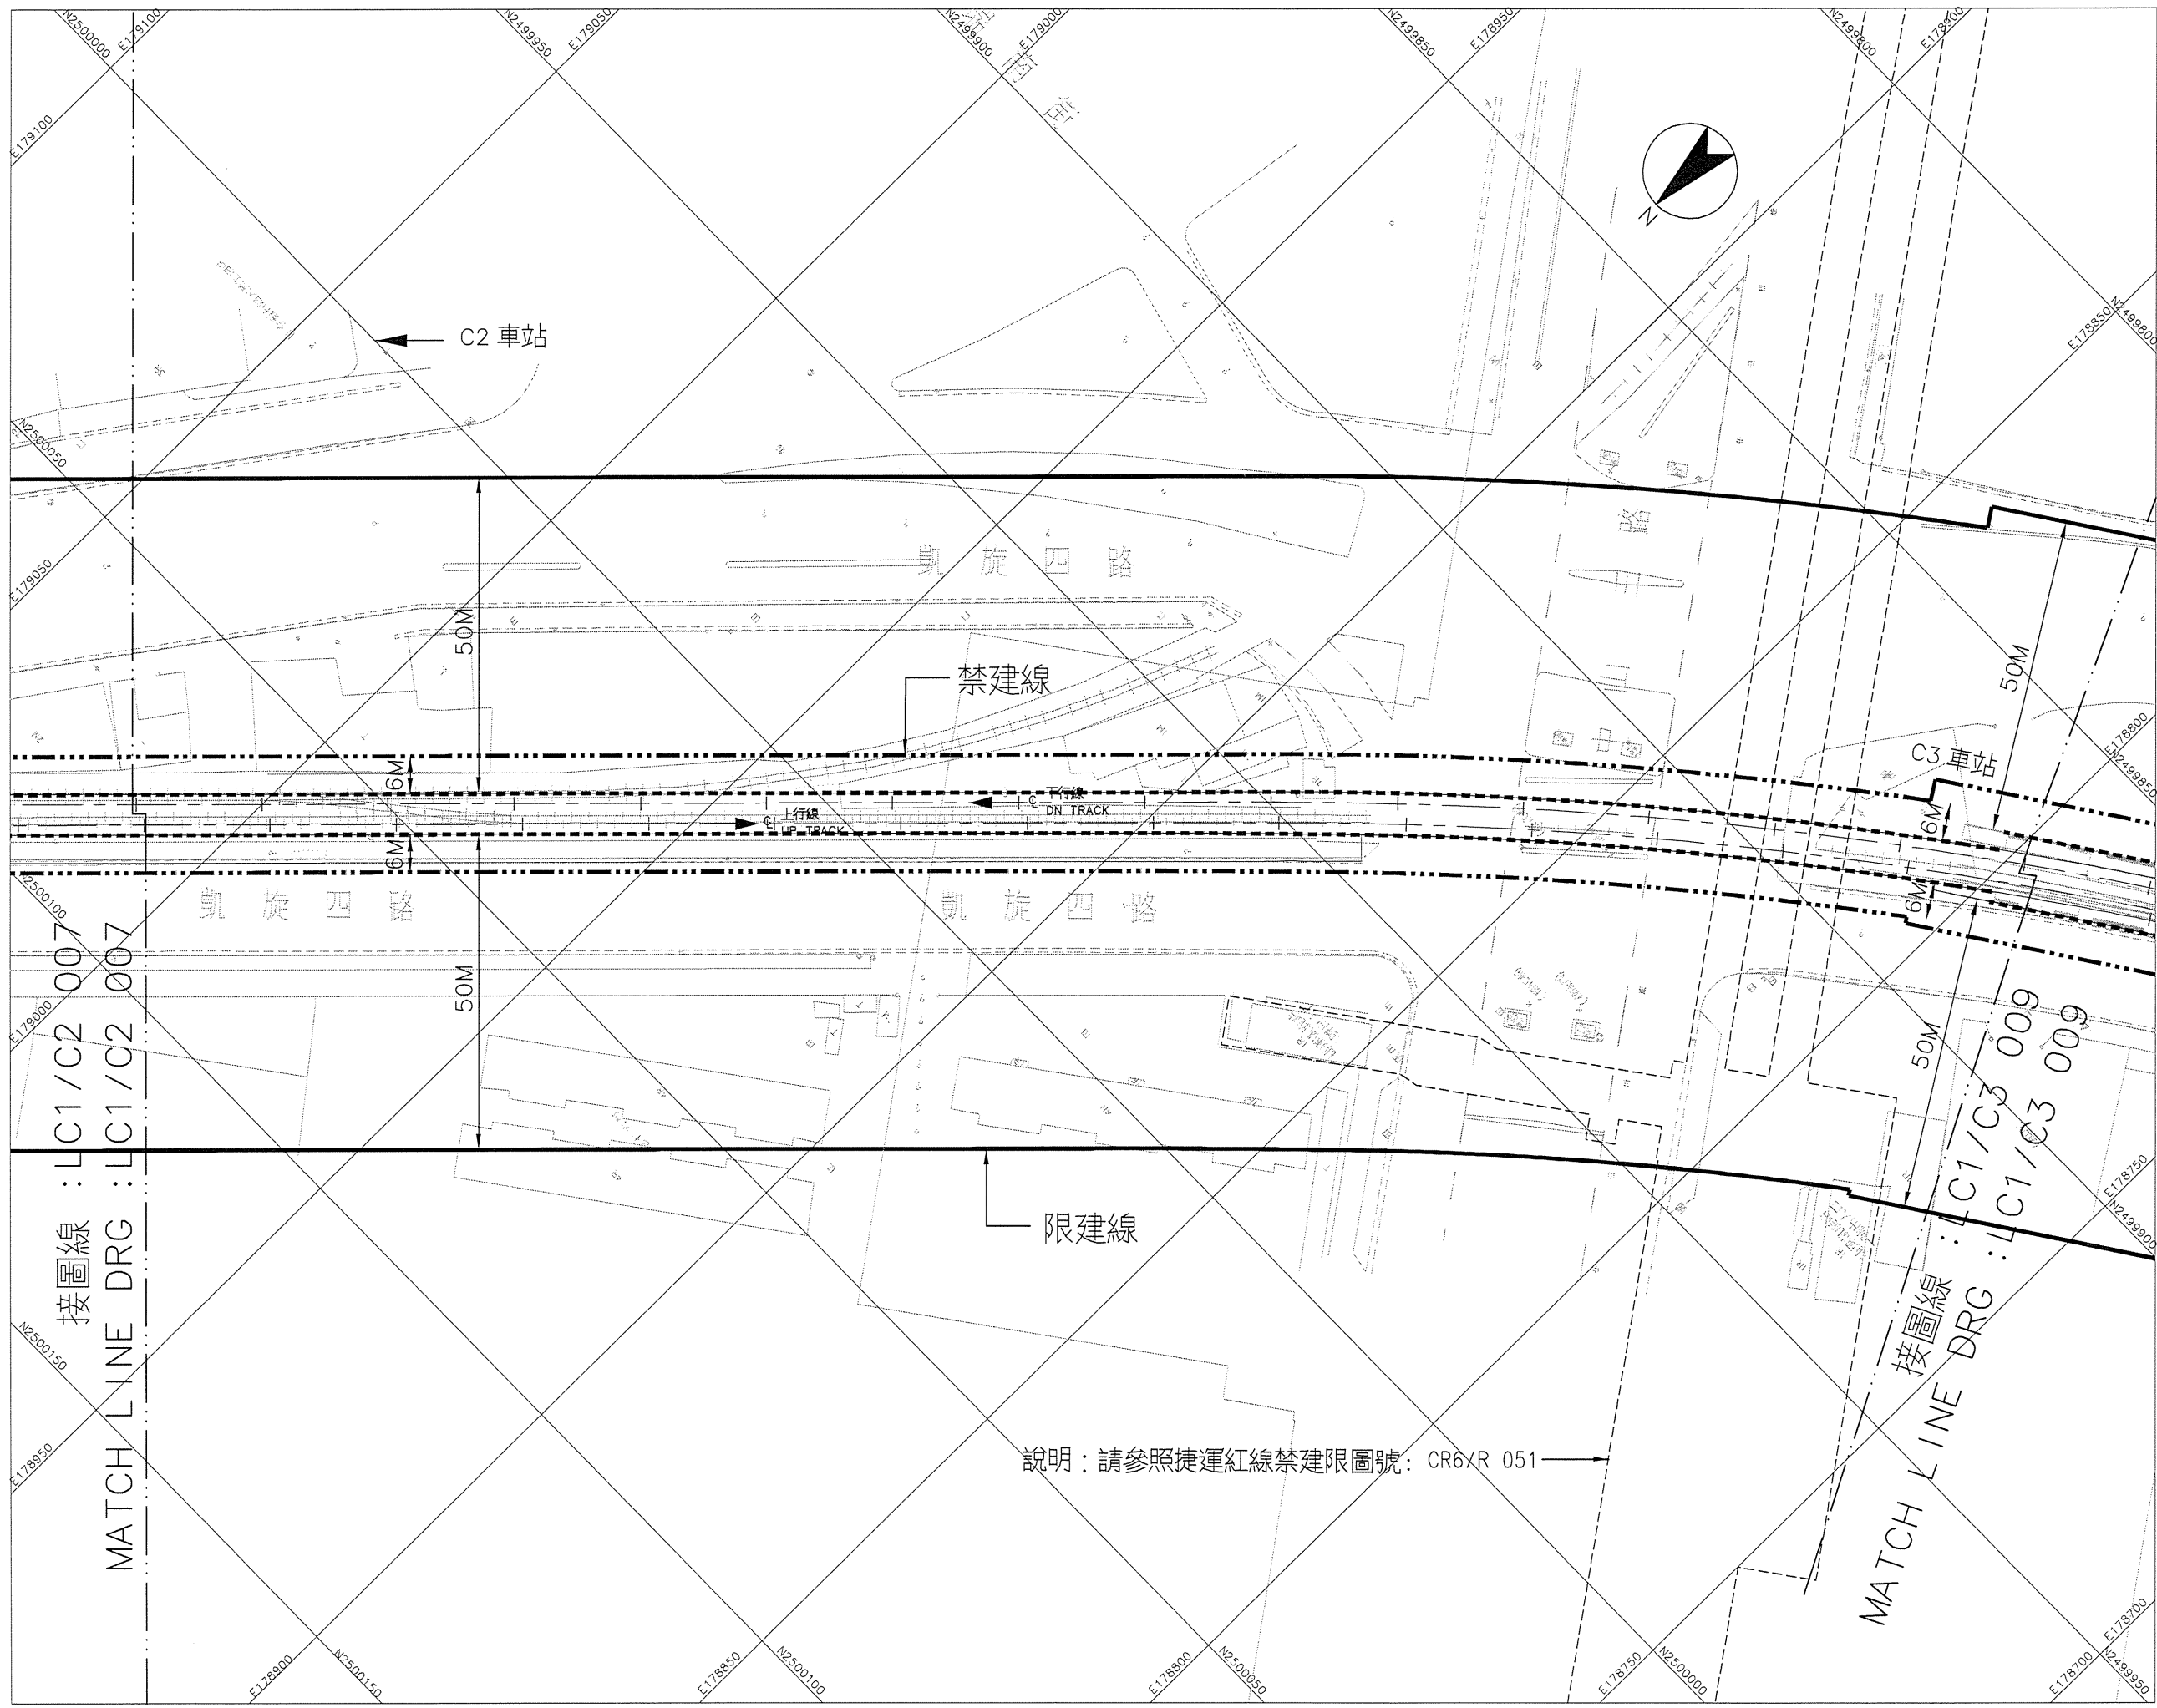 N2500000
E179100
N2499950
E179050
N2499900
E179000
N2499850
E178950
N2499800
E178900
E179100
南
街
N
C2 車站
E178850
N2499800
N2500050
E179050
凱旋四路
路
50M
50M
禁建線
C3 車站
E178800
N2499850
6M
下行線
DN TRACK
上行線
UP TRACK
6M
6M
6M
N2500100
凱旋四路
凱旋四路
50M
50M
E179000
接圖線 :LC1/C2 007
MATCH LINE DRG :LC1/C2 007
接圖線 :LC1/C3 009
MATCH LINE DRG :LC1/C3 009
E178750
N2499900
限建線
N2500150
E178950
說明：請參照捷運紅線禁建限圖號: CR6/R 051
E178900
N2500150
E178850
N2500100
E178800
N2500050
E178750
N2500000
E178700
E178700
N2499950